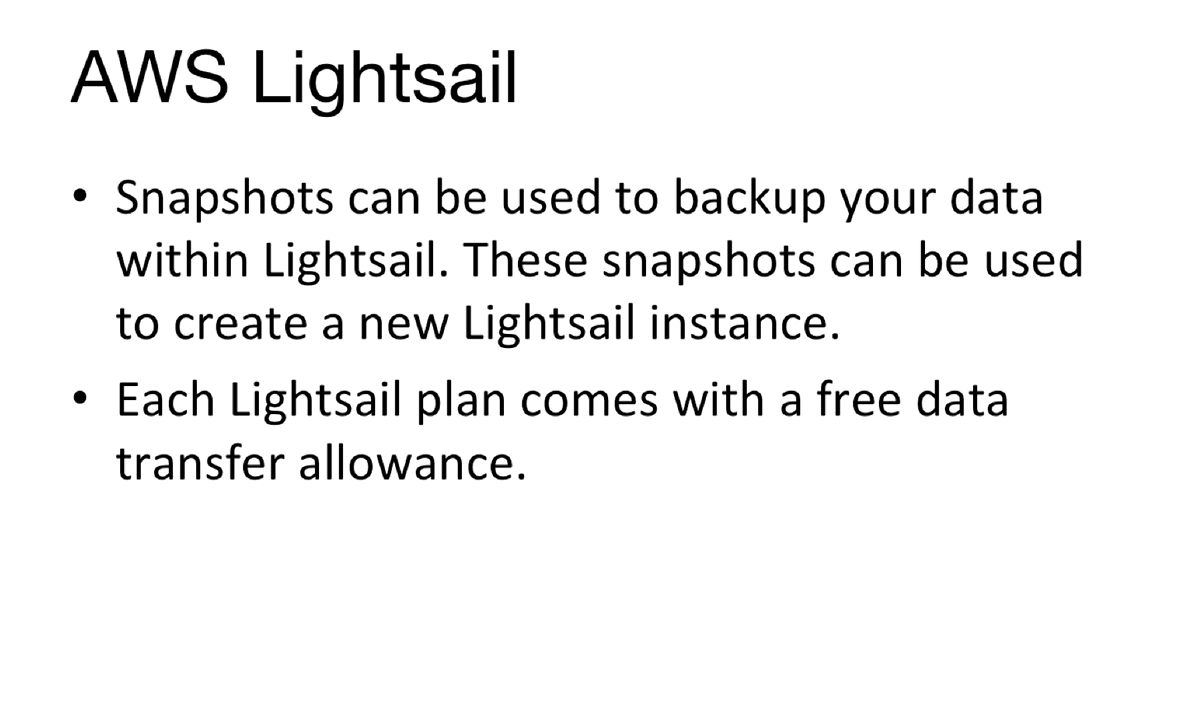 AWS Lightsail
• Snapshots can be used to backup your data
within Lightsail. These snapshots can be used
to create a new Lightsail instance.
• Each Lightsail plan comes with a free data
transfer allowance.